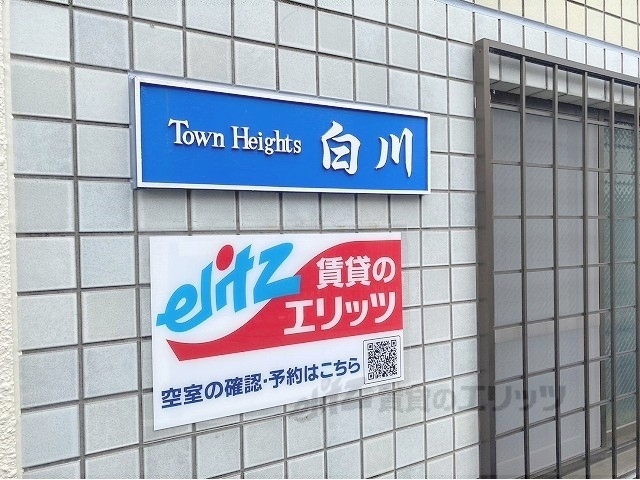 Town Heights 白川
elitz
賃貸の
エリッツ
空室の確認・予約はこちら
elitz 賃貸のエリッツ